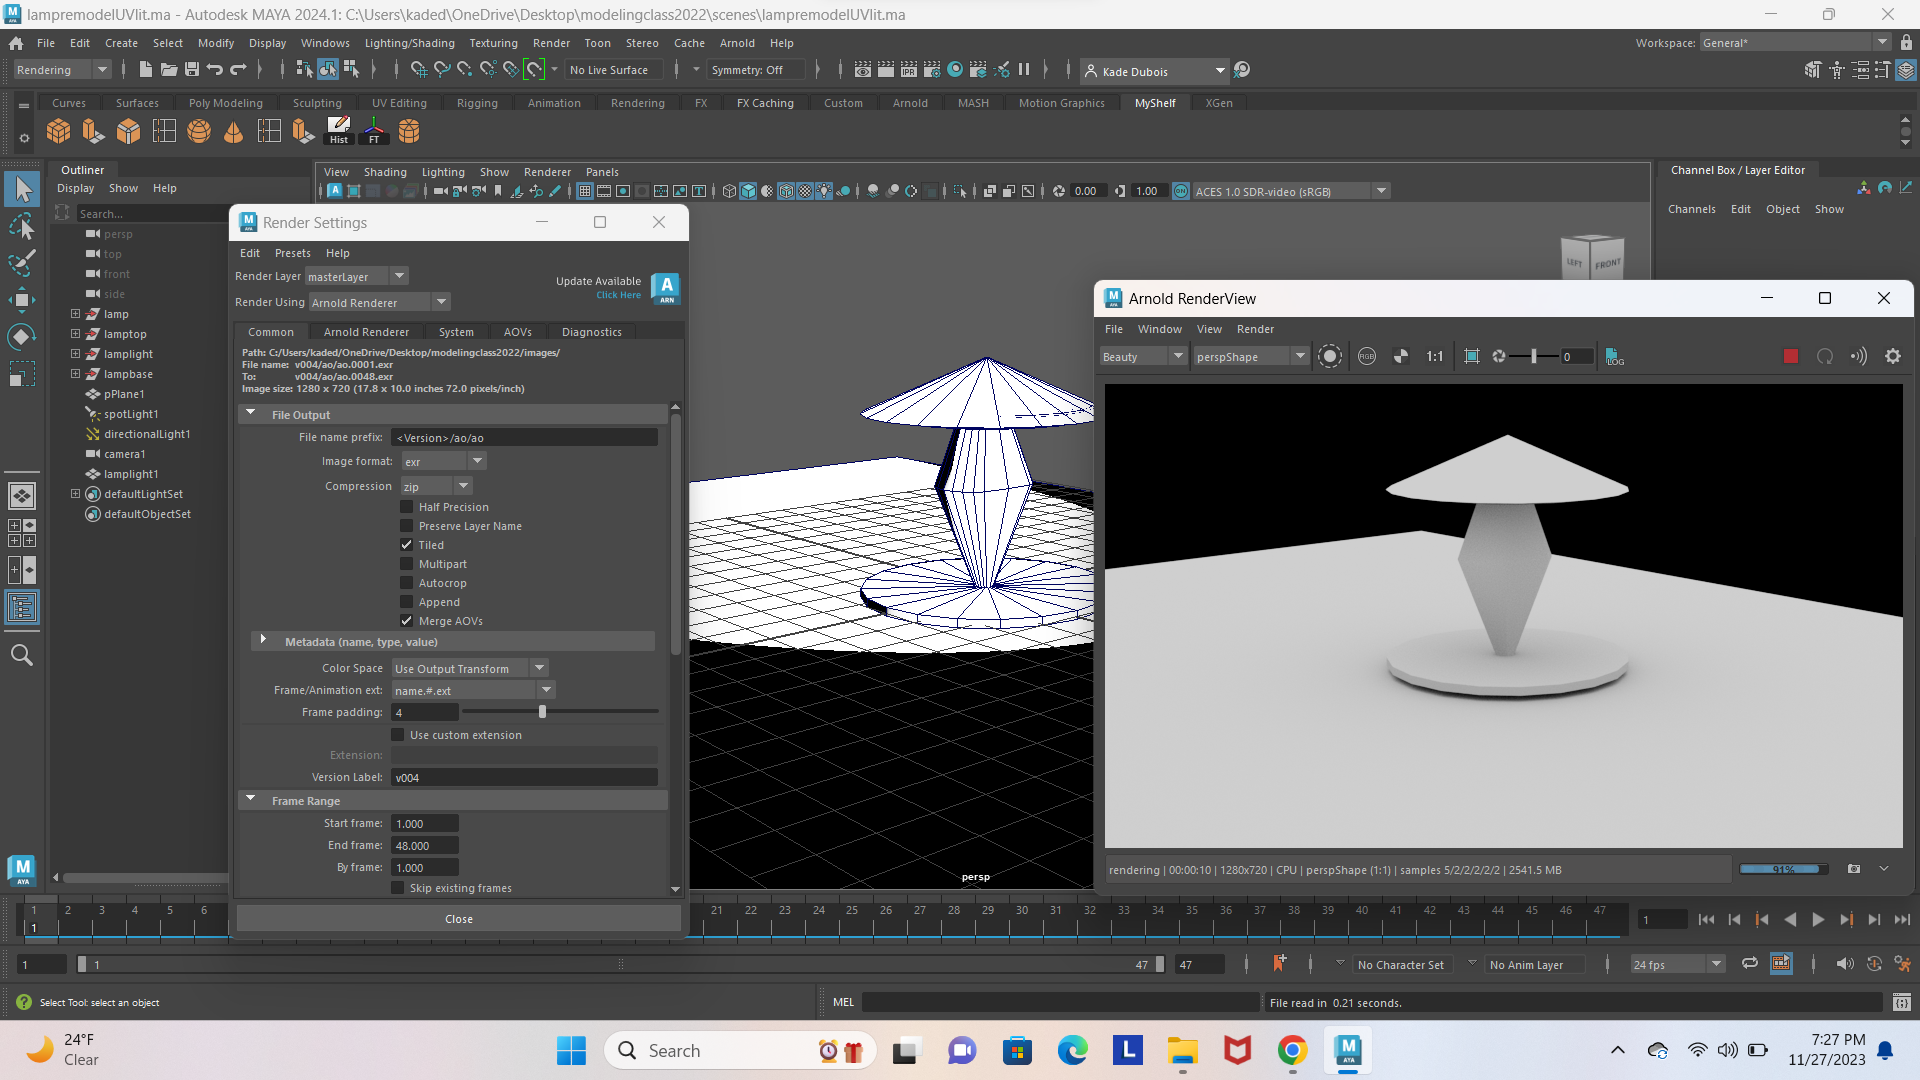 lampremodelUVlit.ma - Autodesk MAYA 2024.1: C:\Users\kaded\OneDrive\Desktop\modelingclass2022\scenes\lampremodelUVlit.ma
File Edit Create Select Modify Display Windows Lighting/Shading Texturing Render Toon Stereo Cache Arnold Help
Workspace: General*
Rendering
No Live Surface
Symmetry: Off
Kade Dubois
Curves Surfaces Poly Modeling Sculpting UV Editing Rigging Animation Rendering FX FX Caching Custom Arnold MASH Motion Graphics MyShelf XGen
Hist FT
Outliner
Display Show Help
Search...
persp
top
front
side
lamp
lamptop
lamplight
lampbase
pPlane1
spotLight1
directionalLight1
camera1
lamplight1
defaultLightSet
defaultObjectSet
View Shading Lighting Show Renderer Panels
0.00 1.00 ACES 1.0 SDR-video (sRGB)
LEFT FRONT
persp
Channel Box / Layer Editor
Channels Edit Object Show
Render Settings
Edit Presets Help
Render Layer masterLayer
Render Using Arnold Renderer
Update Available
Click Here
A
ARN
Common Arnold Renderer System AOVs Diagnostics
Path: C:/Users/kaded/OneDrive/Desktop/modelingclass2022/images/
File name: v004/ao/ao.0001.exr
To: v004/ao/ao.0048.exr
Image size: 1280 x 720 (17.8 x 10.0 inches 72.0 pixels/inch)
File Output
File name prefix: <Version>/ao/ao
Image format: exr
Compression zip
Half Precision
Preserve Layer Name
Tiled
Multipart
Autocrop
Append
Merge AOVs
Metadata (name, type, value)
Color Space Use Output Transform
Frame/Animation ext: name.#.ext
Frame padding: 4
Use custom extension
Extension:
Version Label: v004
Frame Range
Start frame: 1.000
End frame: 48.000
By frame: 1.000
Skip existing frames
Close
Arnold RenderView
File Window View Render
Beauty perspShape RGB 1:1 0 LOG
rendering | 00:00:10 | 1280x720 | CPU | perspShape (1:1) | samples 5/2/2/2/2/2 | 2541.5 MB
91%
1 2 3 4 5 6 21 22 23 24 25 26 27 28 29 30 31 32 33 34 35 36 37 38 39 40 41 42 43 44 45 46 47
1
1
1 1 47 47
No Character Set No Anim Layer 24 fps
Select Tool: select an object
MEL
File read in 0.21 seconds.
24°F
Clear
Search
7:27 PM
11/27/2023